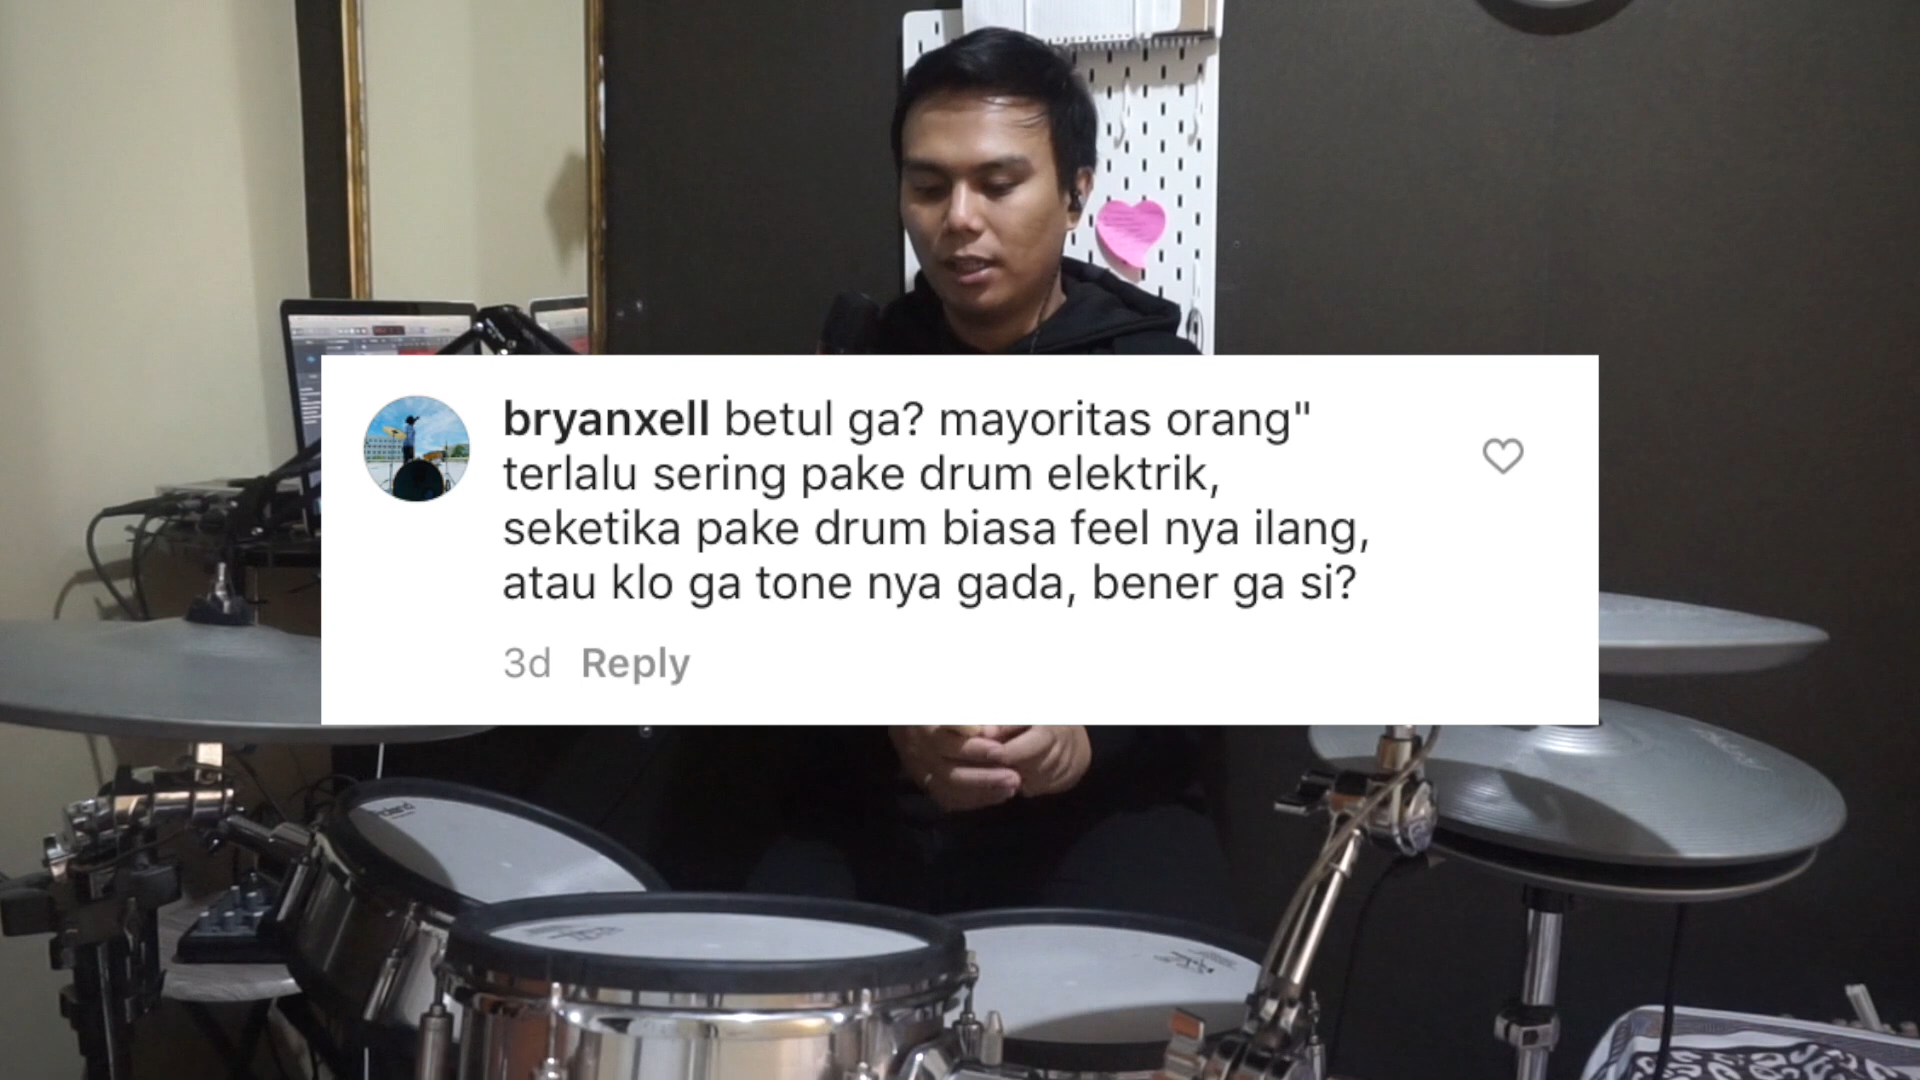 bryanxell betul ga? mayoritas orang"
terlalu sering pake drum elektrik,
seketika pake drum biasa feel nya ilang,
atau klo ga tone nya gada, bener ga si?
3d Reply
Roland